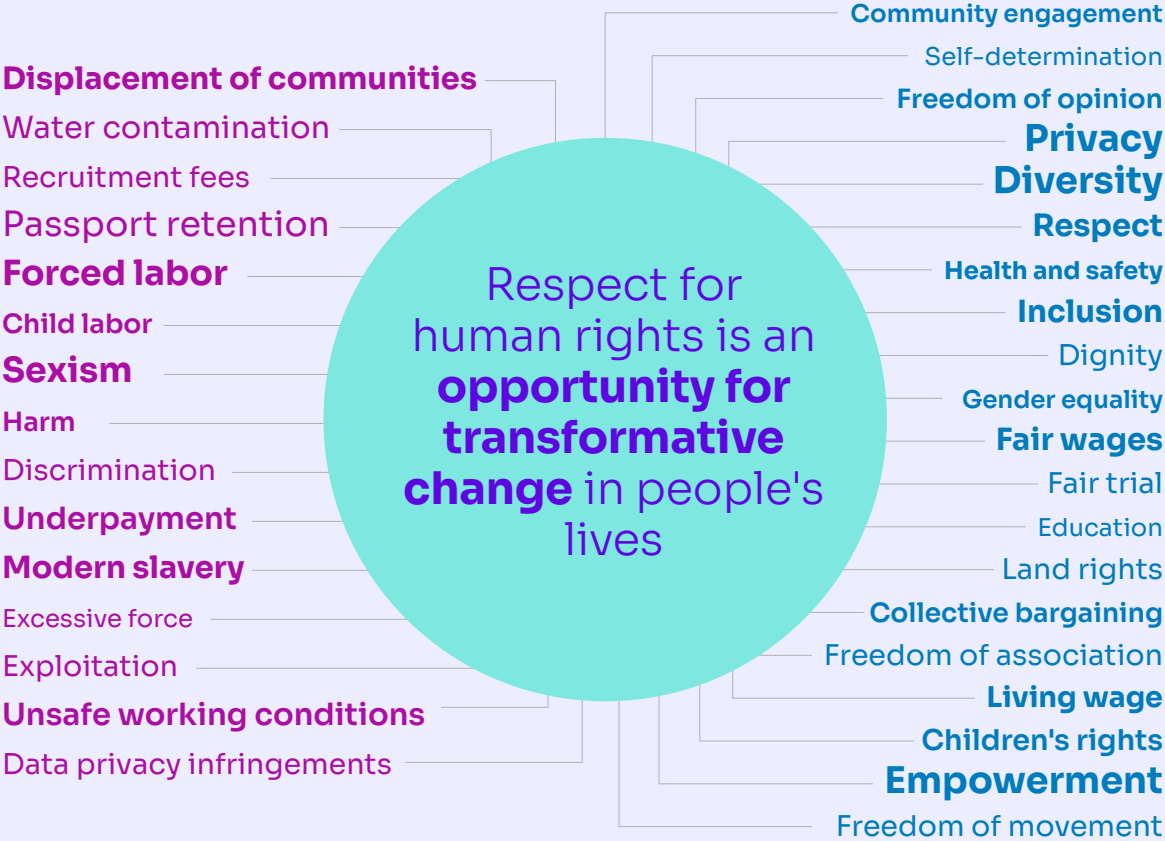 Displacement of communities
Water contamination
Recruitment fees
Passport retention
Forced labor
Child labor
Sexism
Harm
Discrimination
Underpayment
Modern slavery
Excessive force
Exploitation
Unsafe working conditions
Data privacy infringements
Respect for
human rights is an
opportunity for
transformative
change in people's
lives
Community engagement
Self-determination
Freedom of opinion
Privacy
Diversity
Respect
Health and safety
Inclusion
Dignity
Gender equality
Fair wages
Fair trial
Education
Land rights
Collective bargaining
Freedom of association
Living wage
Children's rights
Empowerment
Freedom of movement